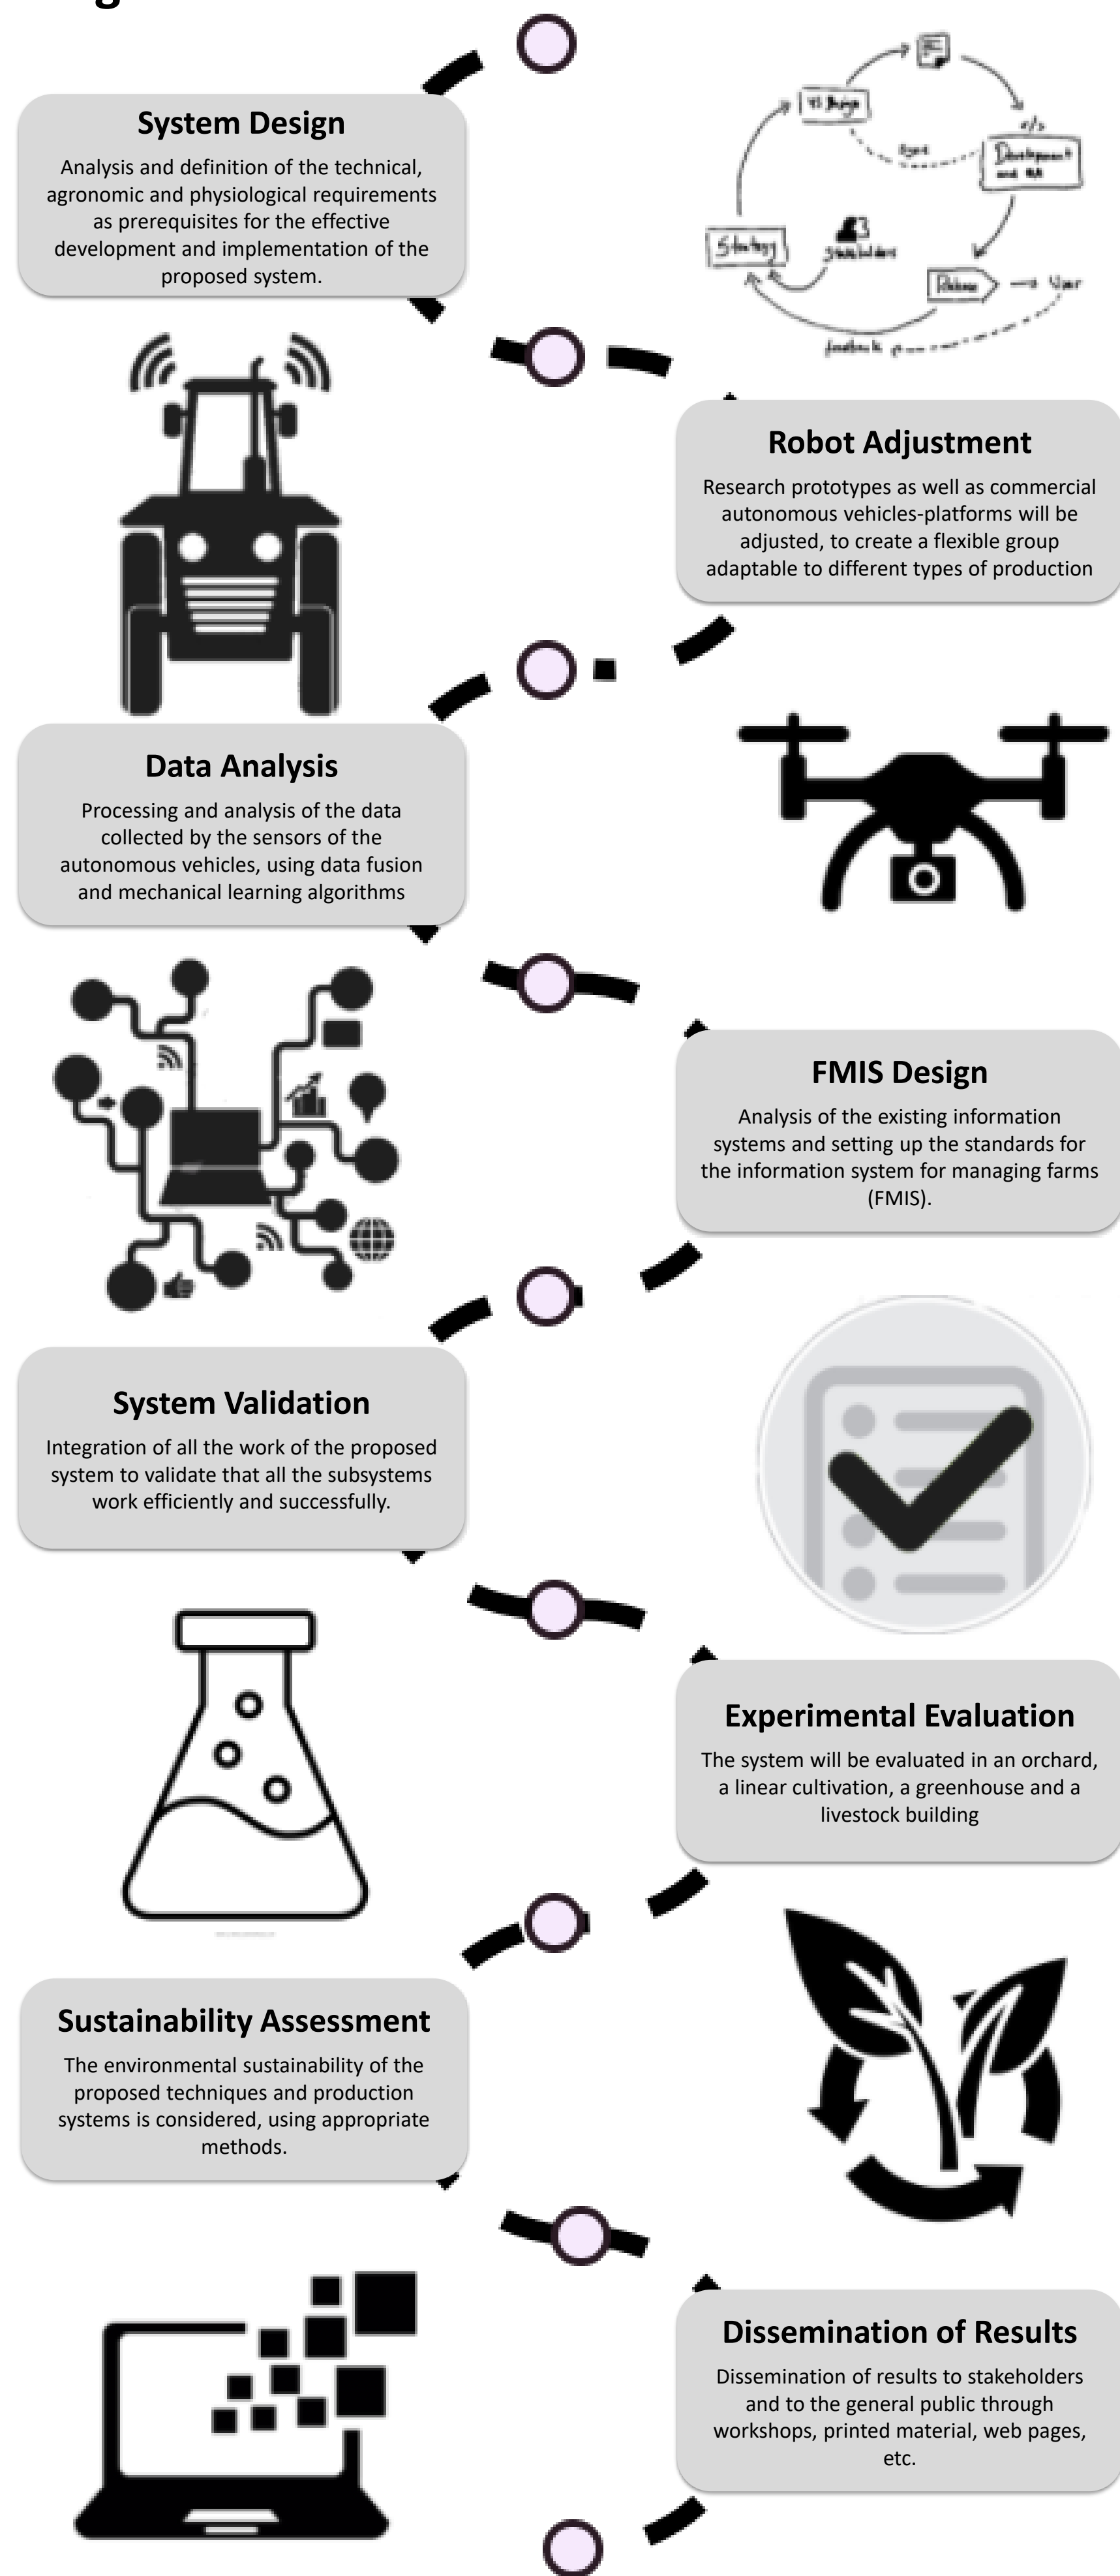 g
System Design
Analysis and definition of the technical,
agronomic and physiological requirements
as prerequisites for the effective
development and implementation of the
proposed system.
</>
Development
Strategy
Stakeholders
Release
User
feedback
Robot Adjustment
Research prototypes as well as commercial
autonomous vehicles-platforms will be
adjusted, to create a flexible group
adaptable to different types of production
Data Analysis
Processing and analysis of the data
collected by the sensors of the
autonomous vehicles, using data fusion
and mechanical learning algorithms
FMIS Design
Analysis of the existing information
systems and setting up the standards for
the information system for managing farms
(FMIS).
System Validation
Integration of all the work of the proposed
system to validate that all the subsystems
work efficiently and successfully.
Experimental Evaluation
The system will be evaluated in an orchard,
a linear cultivation, a greenhouse and a
livestock building
Sustainability Assessment
The environmental sustainability of the
proposed techniques and production
systems is considered, using appropriate
methods.
Dissemination of Results
Dissemination of results to stakeholders
and to the general public through
workshops, printed material, web pages,
etc.